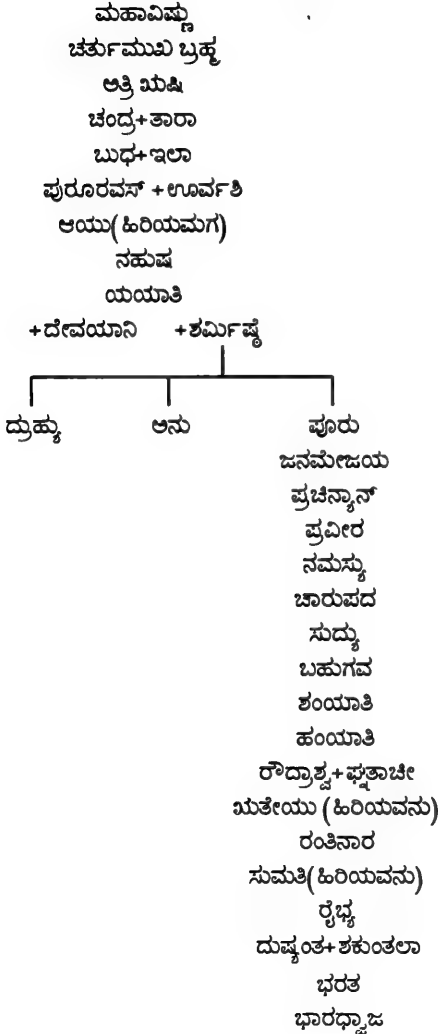 ಮಹಾವಿಷ್ಣು
ಚರ್ತುಮುಖ ಬ್ರಹ್ಮ
ಅತ್ರಿ ಋಷಿ
ಚಂದ್ರ+ತಾರಾ
ಬುಧ+ಇಲಾ
ಪುರೂರವಸ್ +ಊರ್ವಶಿ
ಆಯು(ಹಿರಿಯಮಗ)
ನಹುಷ
ಯಯಾತಿ
+ದೇವಯಾನಿ +ಶರ್ಮಿಷ್ಠೆ
ದ್ರುಹ್ಯು ಅನು ಪೂರು
ಜನಮೇಜಯ
ಪ್ರಚಿನ್ವಾನ್
ಪ್ರವೀರ
ನಮಸ್ಯು
ಚಾರುಪದ
ಸುದ್ಯು
ಬಹುಗವ
ಶಂಯಾತಿ
ಹಂಯಾತಿ
ರೌದ್ರಾಶ್ವ+ಘೃತಾಚೀ
ಋತೇಯು (ಹಿರಿಯವನು)
ರಂತಿನಾರ
ಸುಮತಿ(ಹಿರಿಯವನು)
ರೈಭ್ಯ
ದುಷ್ಯಂತ+ಶಕುಂತಲಾ
ಭರತ
ಭಾರಧ್ವಾಜ